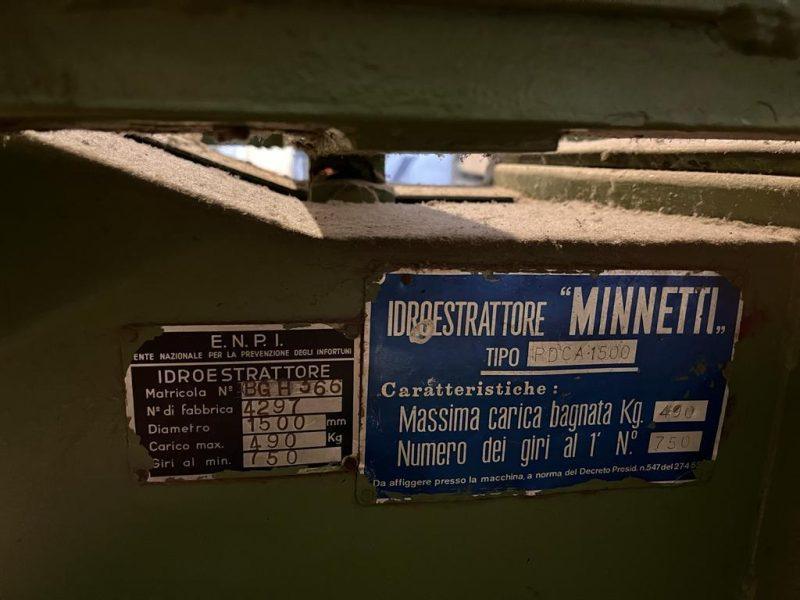 E.N.P.I.
ENTE NAZIONALE PER LA PREVENZIONE DEGLI INFORTUNI
IDROESTRATTORE
Matricola N° BGH 366
N° di fabbrica 4297
Diametro 1500 mm
Carico max. 490 Kg
Giri al min. 750
IDROESTRATTORE “MINNETTI„
TIPO PDCA·1500
Caratteristiche :
Massima carica bagnata Kg. 490
Numero dei giri al 1' N°. 750
Da affiggere presso la macchina, a norma del Decreto Presid. n.547 del 27 4 55